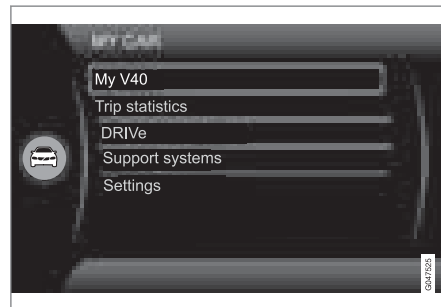 MY CAR
My V40
Trip statistics
DRIVe
Support systems
Settings
G047525